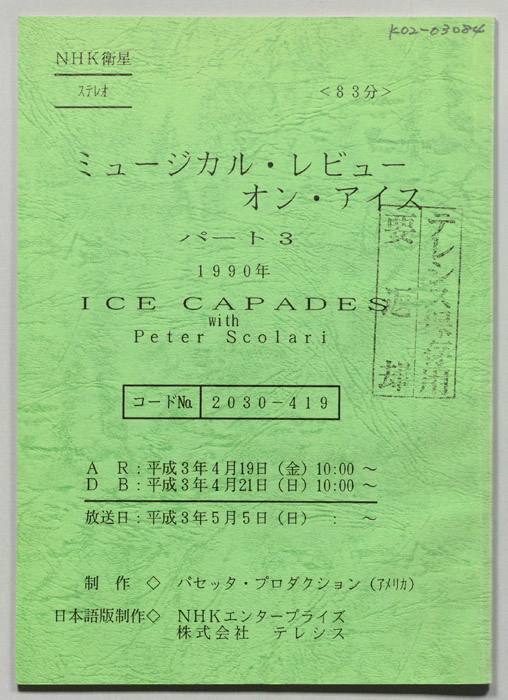 K02-03084
NHK衛星
ステレオ
<83分>
ミュージカル・レビュー
オン・アイス
パート3
1990年
ICE CAPADES
with
Peter Scolari
コードNo. 2030-419
AR:平成3年4月19日(金)10:00 ~
DB:平成3年4月21日(日)10:00 ~
放送日:平成3年5月5日(日) : ~
制作◇ パセッタ・プロダクション(アメリカ)
日本語版制作◇ NHKエンタープライズ
株式会社 テレシス
要返却